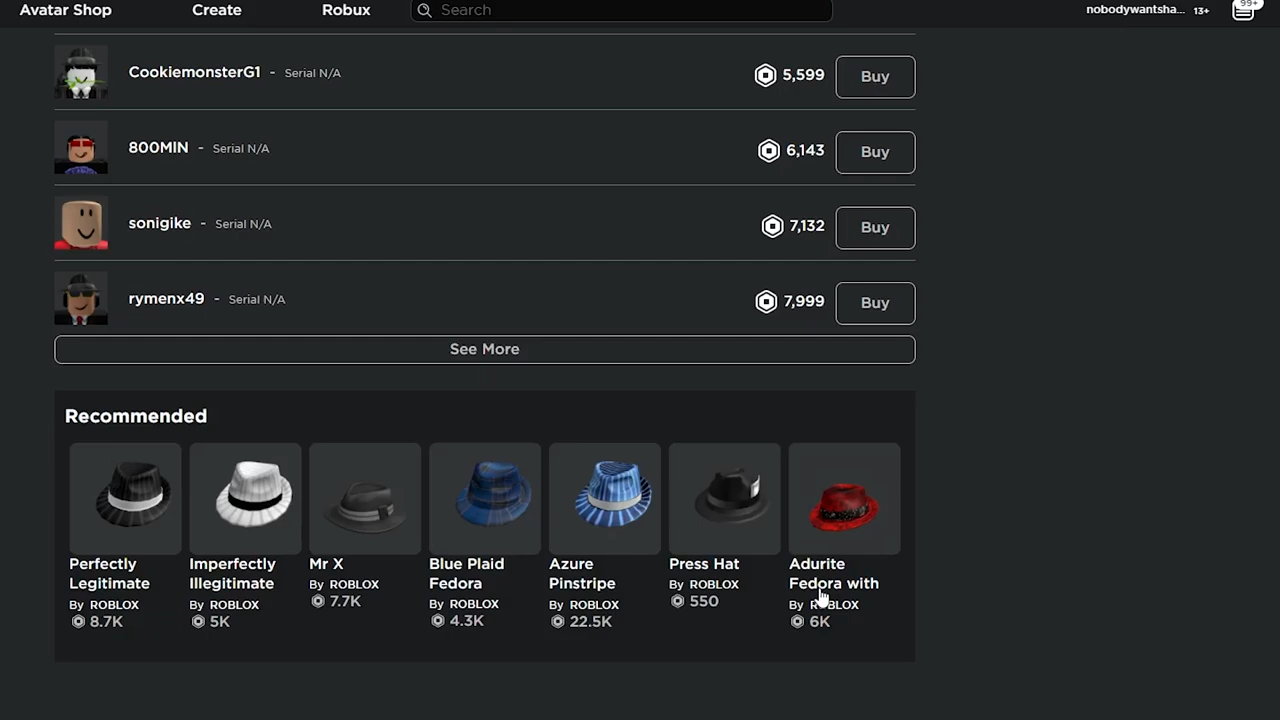 Avatar Shop Create Robux Search nobodywantsha... 13+ 99+
CookiemonsterG1 - Serial N/A 5,599 Buy
800MIN - Serial N/A 6,143 Buy
sonigike - Serial N/A 7,132 Buy
rymenx49 - Serial N/A 7,999 Buy
See More
Recommended
Perfectly
Legitimate
By ROBLOX
8.7K
Imperfectly
Illegitimate
By ROBLOX
5K
Mr X
By ROBLOX
7.7K
Blue Plaid
Fedora
By ROBLOX
4.3K
Azure
Pinstripe
By ROBLOX
22.5K
Press Hat
By ROBLOX
550
Adurite
Fedora with
By ROBLOX
6K